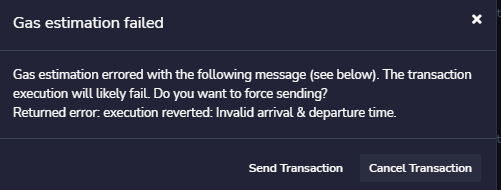 Gas estimation failed
Gas estimation errored with the following message (see below). The transaction
execution will likely fail. Do you want to force sending?
Returned error: execution reverted: Invalid arrival & departure time.
Send Transaction
Cancel Transaction